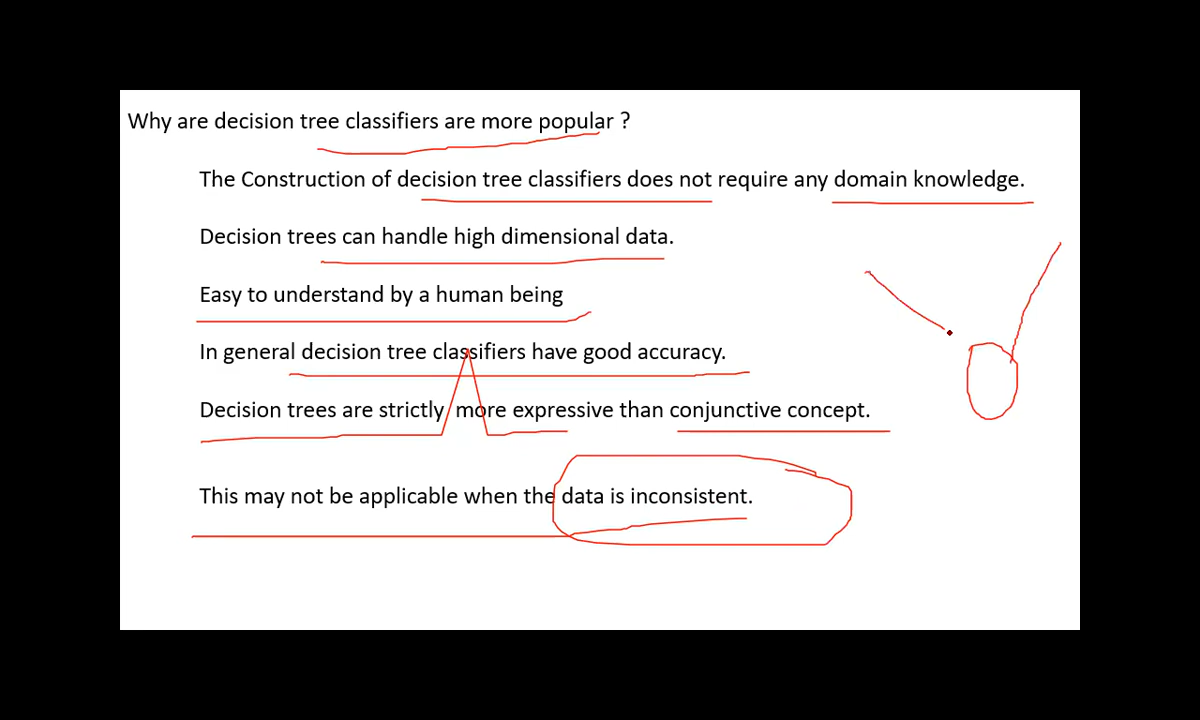 Why are decision tree classifiers are more popular ?
The Construction of decision tree classifiers does not require any domain knowledge.
Decision trees can handle high dimensional data.
Easy to understand by a human being
In general decision tree classifiers have good accuracy.
Decision trees are strictly more expressive than conjunctive concept.
This may not be applicable when the data is inconsistent.